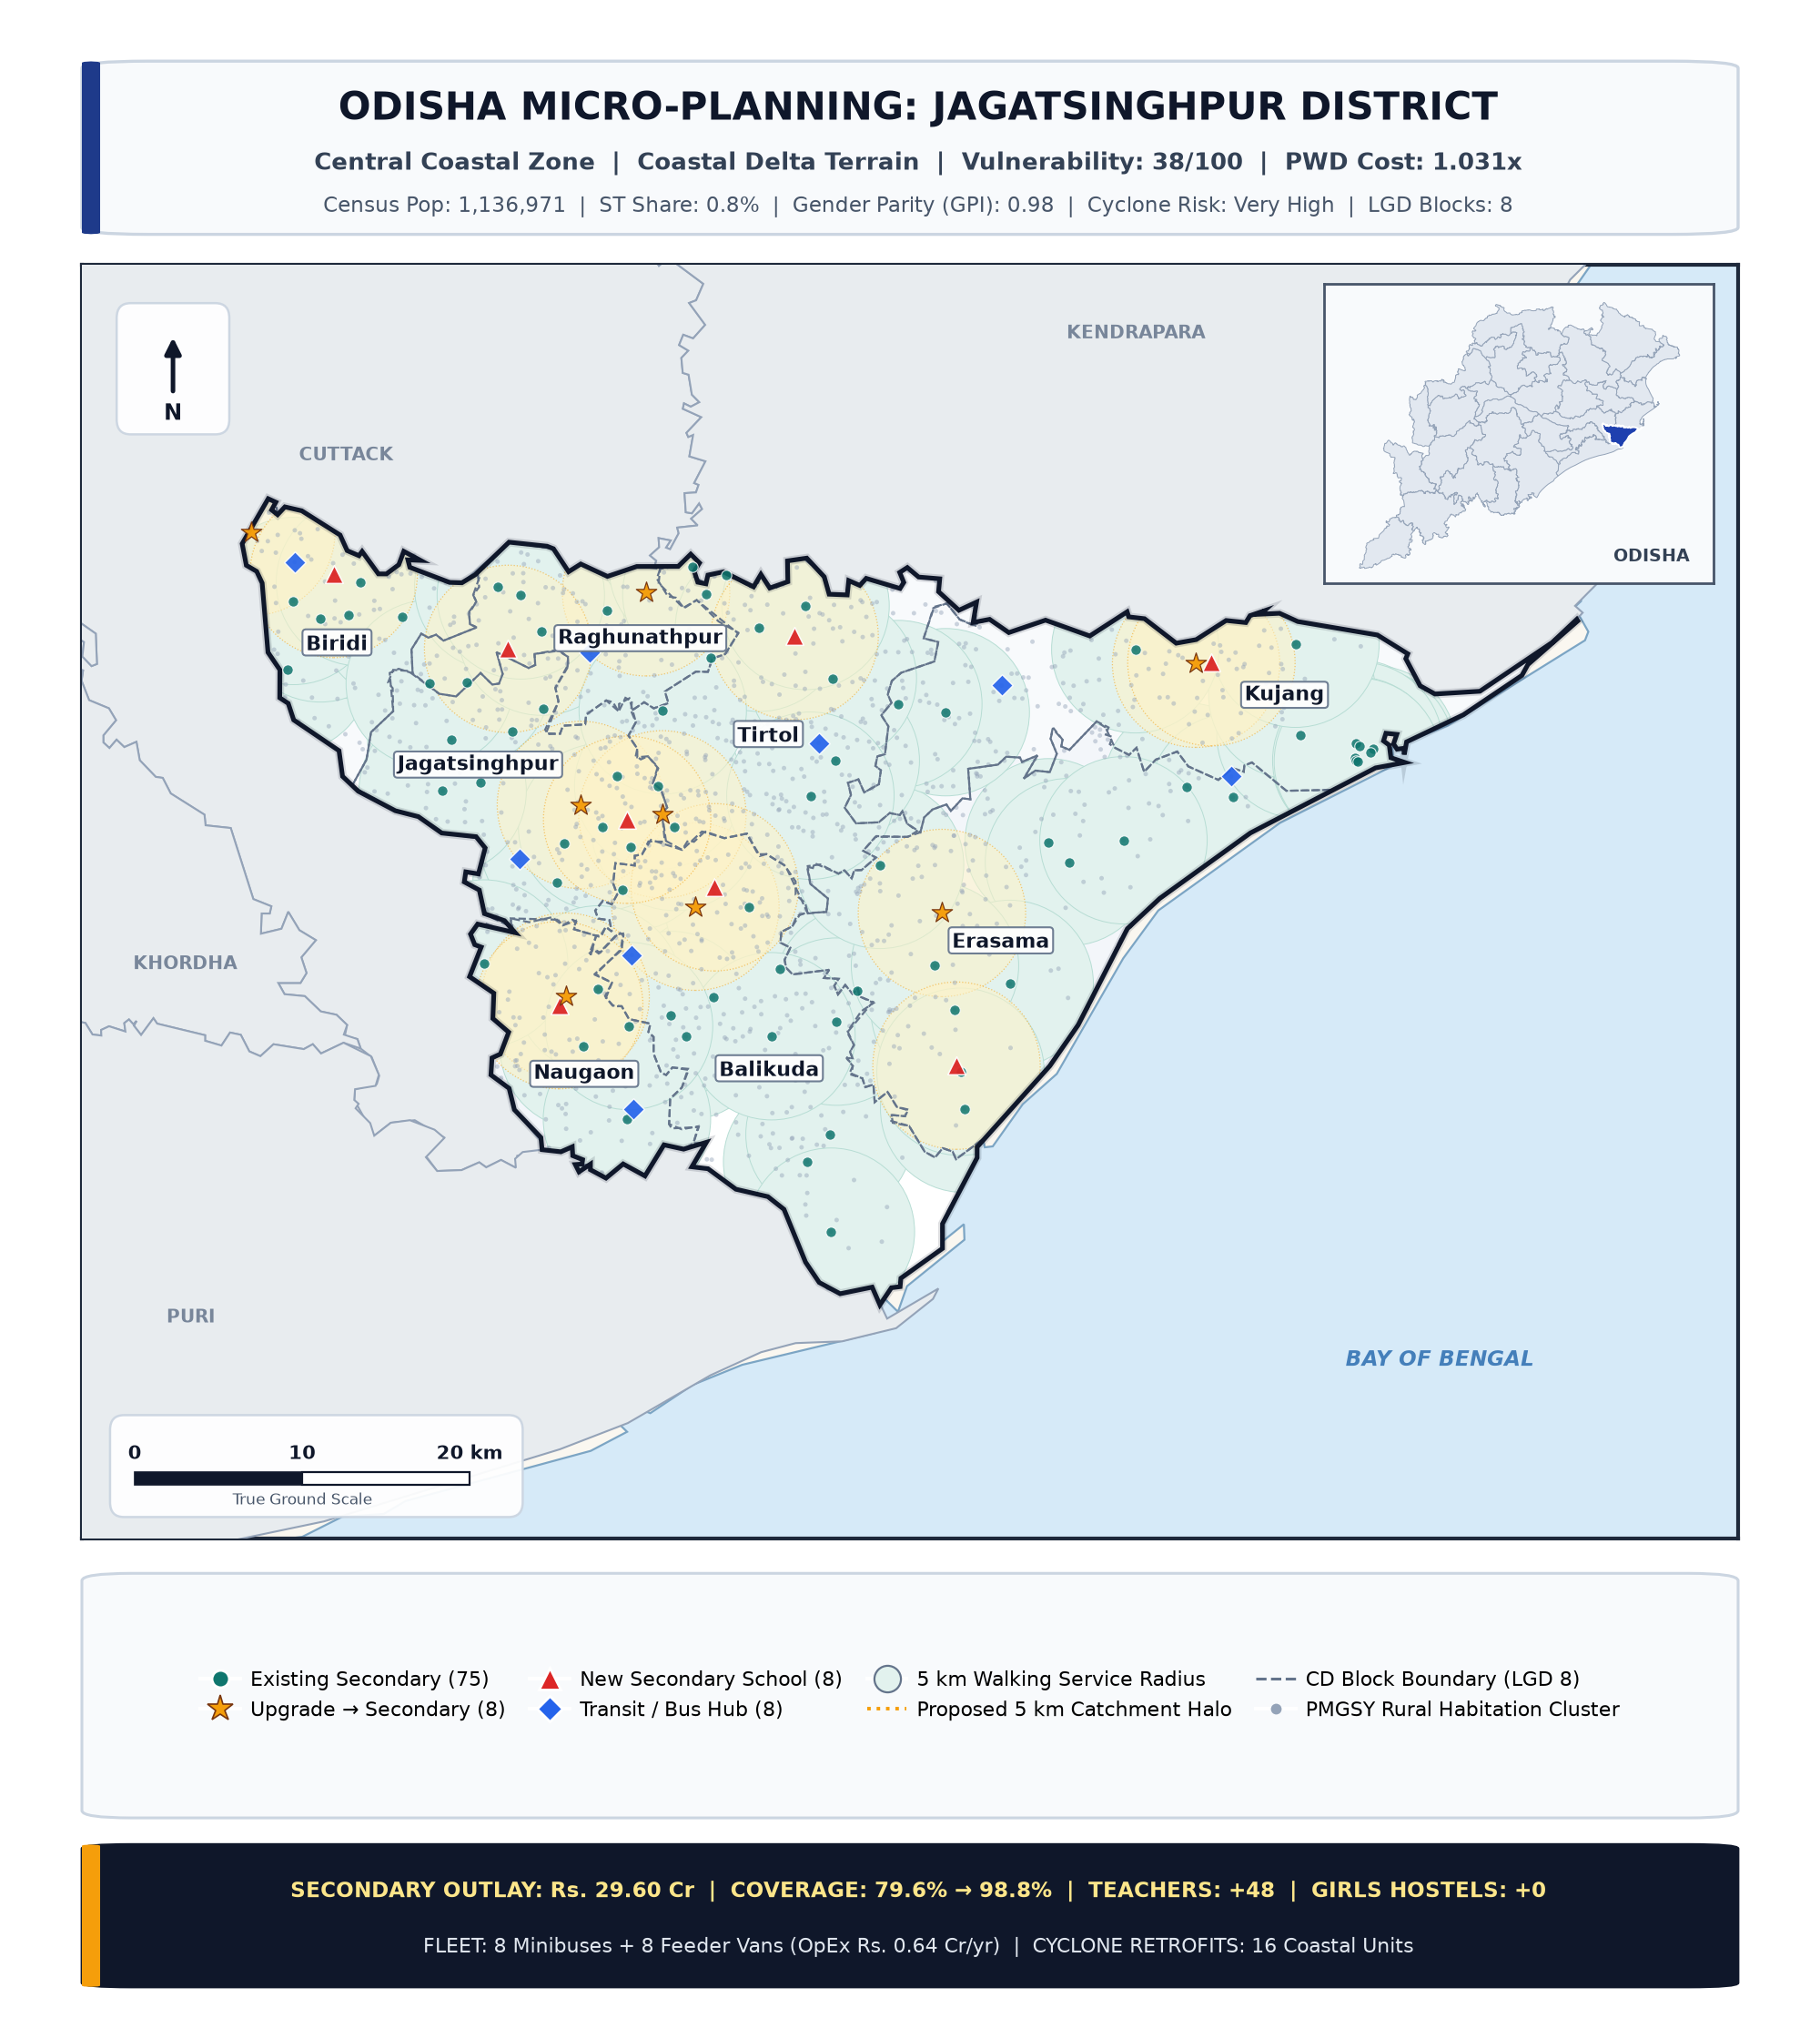 ODISHA MICRO-PLANNING: JAGATSINGHPUR DISTRICT
Central Coastal Zone | Coastal Delta Terrain | Vulnerability: 38/100 | PWD Cost: 1.031x
Census Pop: 1,136,971 | ST Share: 0.8% | Gender Parity (GPI): 0.98 | Cyclone Risk: Very High | LGD Blocks: 8
KENDRAPARA
N
CUTTACK
ODISHA
Biridi
Raghunathpur
Kujang
Tirtol
Jagatsinghpur
Erasama
KHORDHA
Balikuda
Naugaon
PURI
BAY OF BENGAL
0 10 20 km
True Ground Scale
Existing Secondary (75)
Upgrade → Secondary (8)
New Secondary School (8)
Transit / Bus Hub (8)
5 km Walking Service Radius
Proposed 5 km Catchment Halo
CD Block Boundary (LGD 8)
PMGSY Rural Habitation Cluster
SECONDARY OUTLAY: Rs. 29.60 Cr | COVERAGE: 79.6% → 98.8% | TEACHERS: +48 | GIRLS HOSTELS: +0
FLEET: 8 Minibuses + 8 Feeder Vans (OpEx Rs. 0.64 Cr/yr) | CYCLONE RETROFITS: 16 Coastal Units